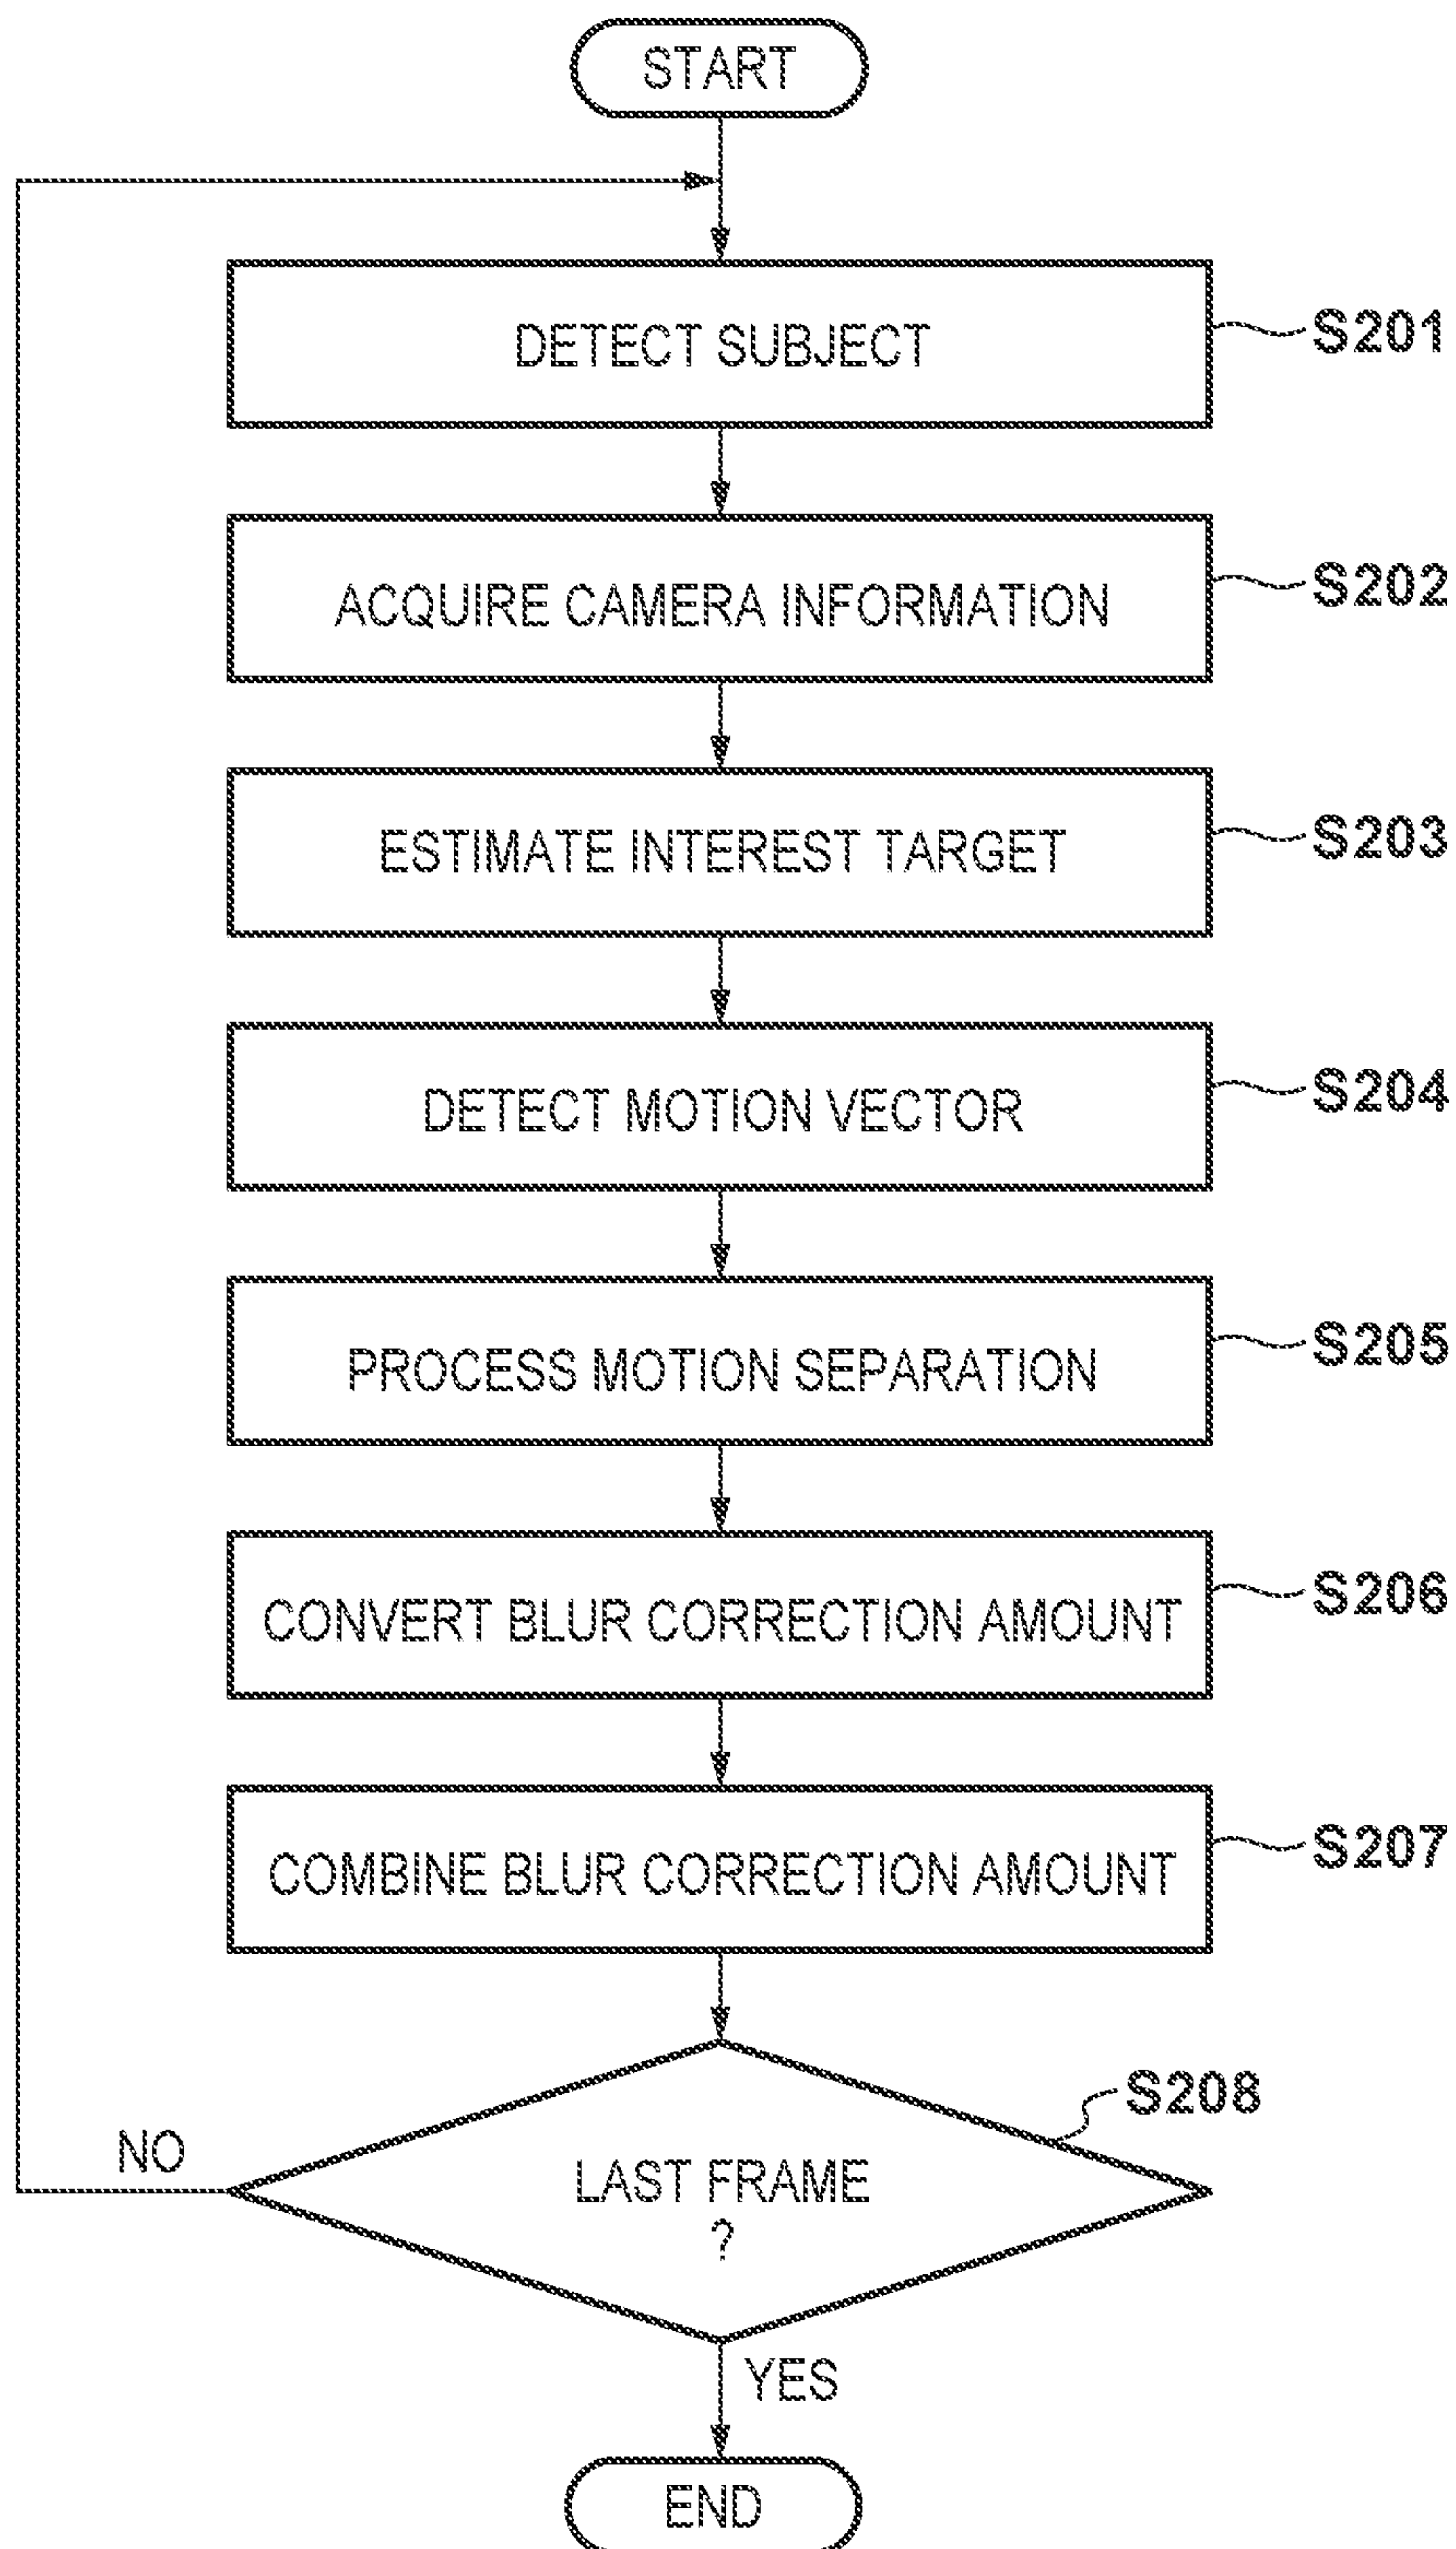 START
DETECT SUBJECT
S201
ACQUIRE CAMERA INFORMATION
S202
ESTIMATE INTEREST TARGET
S203
DETECT MOTION VECTOR
S204
PROCESS MOTION SEPARATION
S205
CONVERT BLUR CORRECTION AMOUNT
S206
COMBINE BLUR CORRECTION AMOUNT
S207
S208
NO
LAST FRAME
?
YES
END